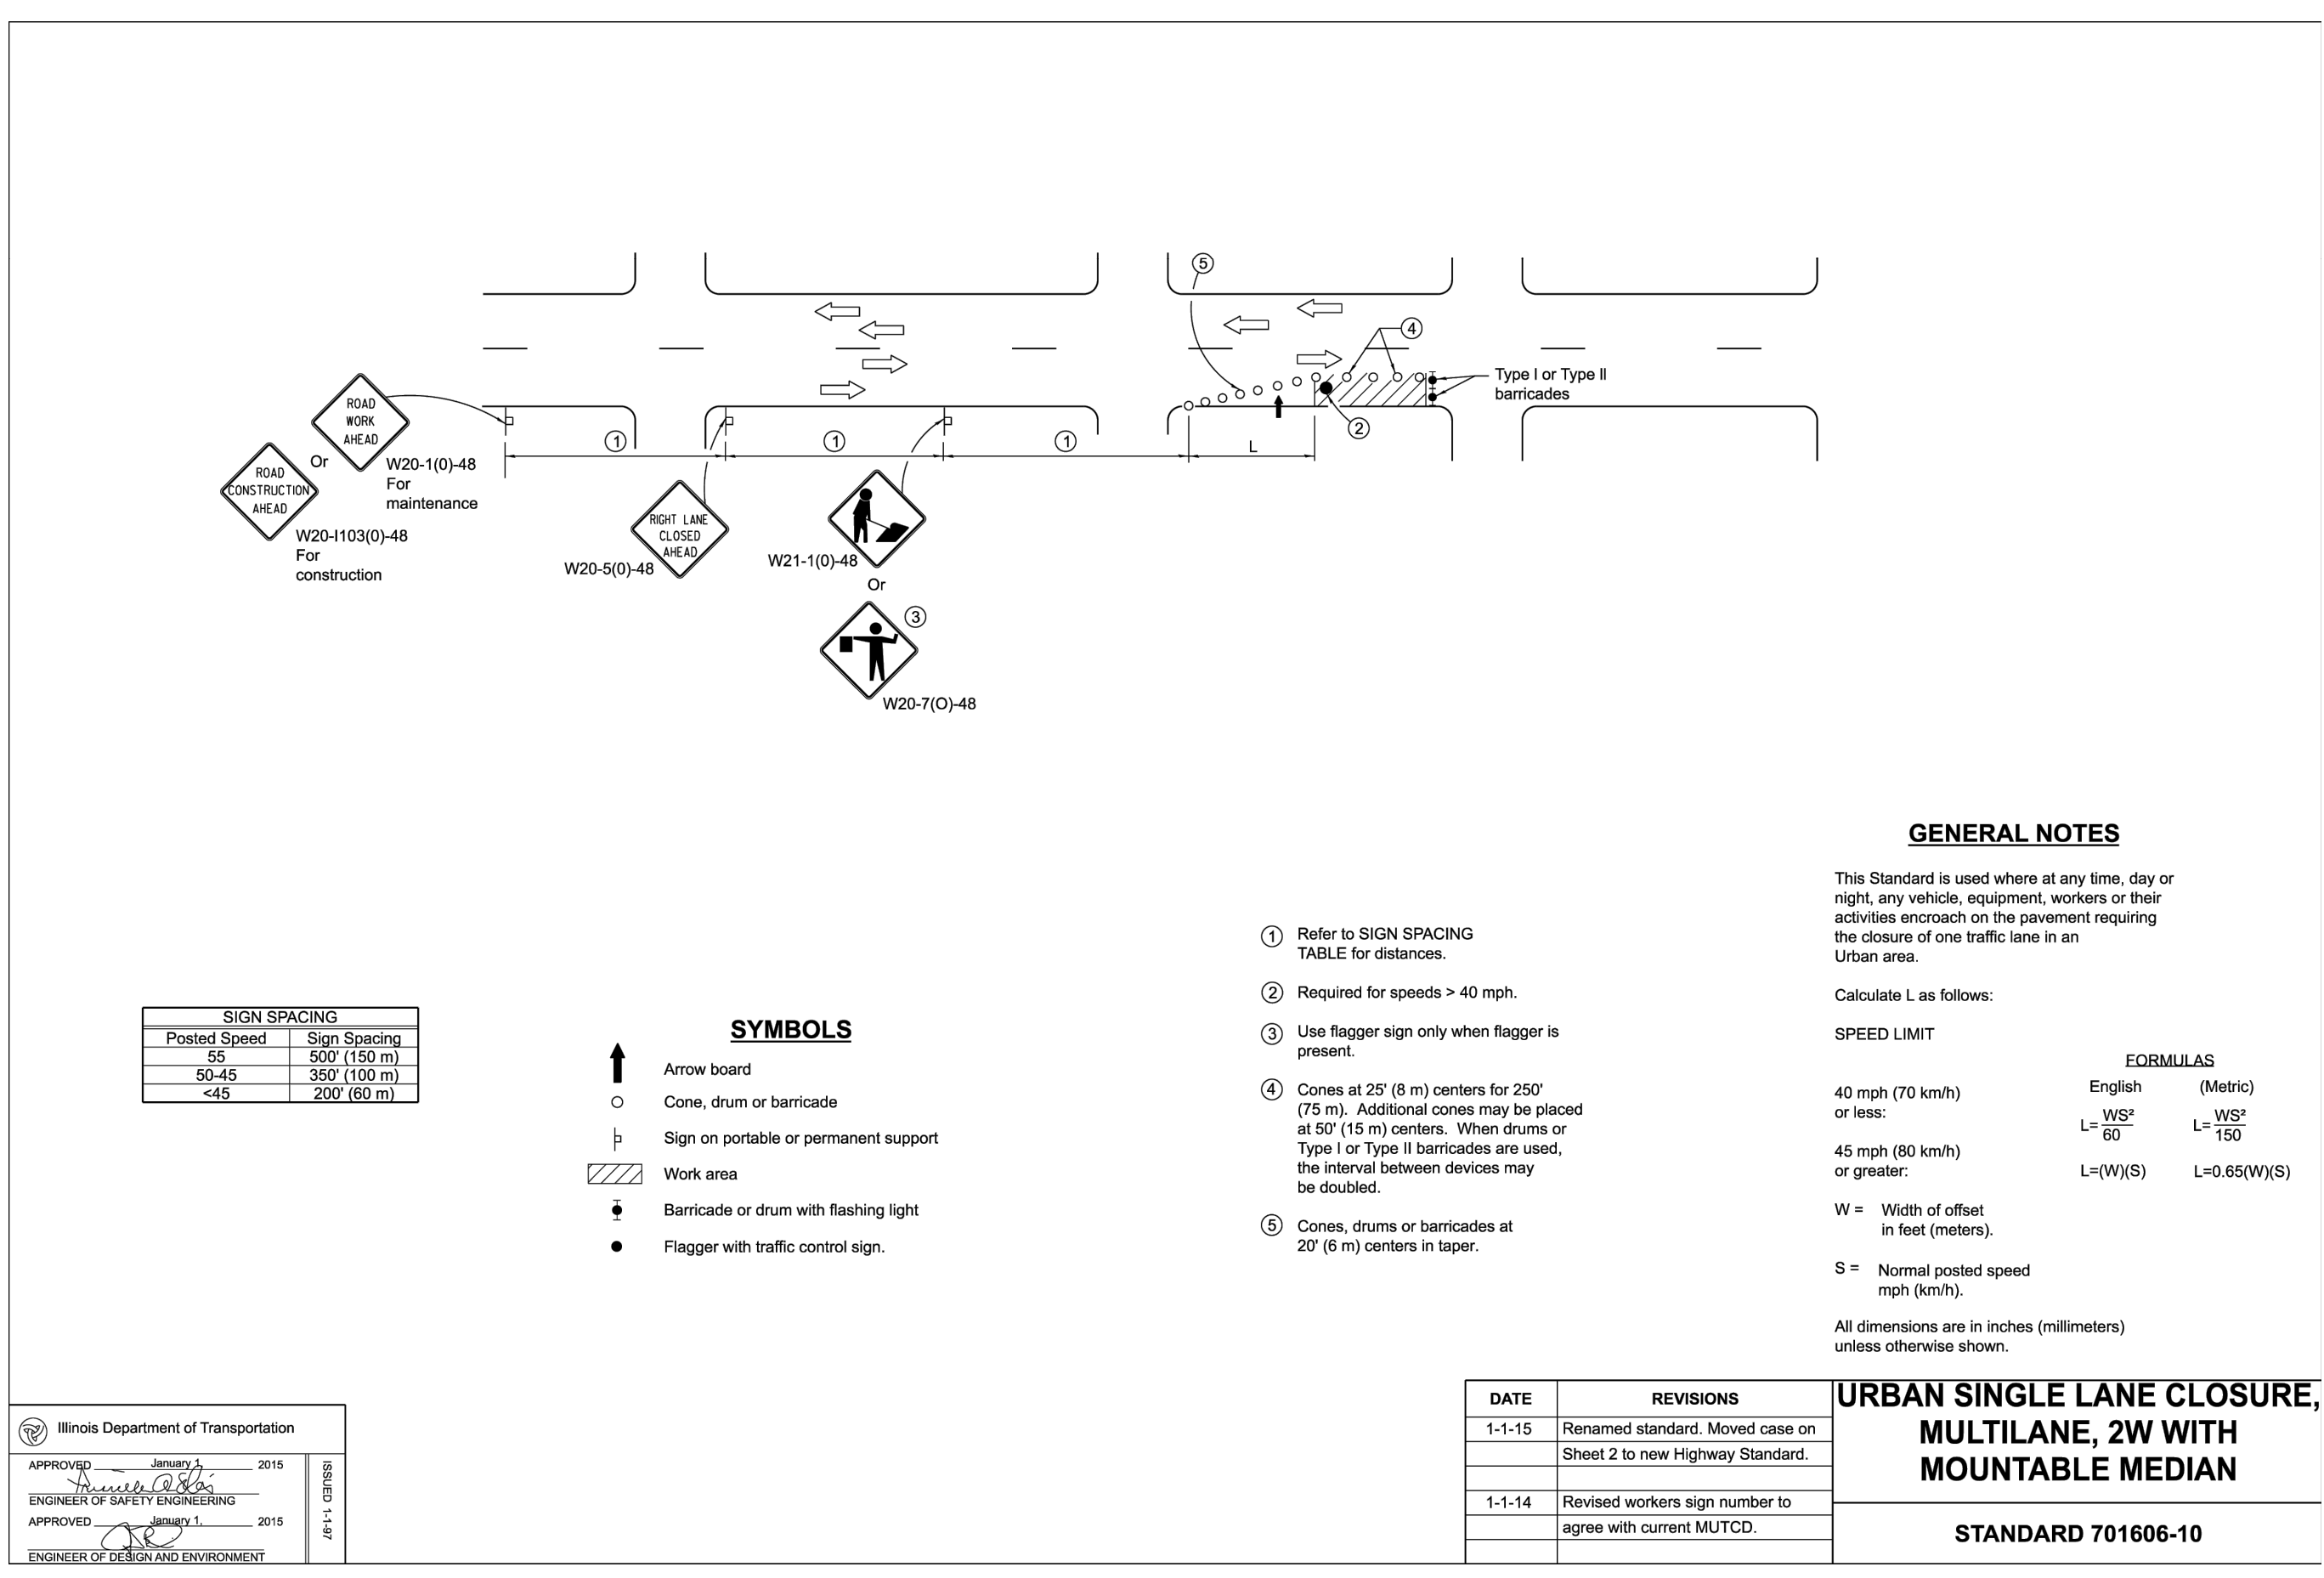 5
4
Type I or Type II
barricades
2
1
1
1
L
ROAD
WORK
AHEAD
Or
W20-1(0)-48
For
maintenance
ROAD
CONSTRUCTION
AHEAD
W20-I103(0)-48
For
construction
RIGHT LANE
CLOSED
AHEAD
W20-5(0)-48
W21-1(0)-48
Or
3
W20-7(O)-48
SIGN SPACING
Posted Speed Sign Spacing
55 500' (150 m)
50-45 350' (100 m)
<45 200' (60 m)
SYMBOLS
Arrow board
Cone, drum or barricade
Sign on portable or permanent support
Work area
Barricade or drum with flashing light
Flagger with traffic control sign.
1 Refer to SIGN SPACING
TABLE for distances.
2 Required for speeds > 40 mph.
3 Use flagger sign only when flagger is
present.
4 Cones at 25' (8 m) centers for 250'
(75 m). Additional cones may be placed
at 50' (15 m) centers. When drums or
Type I or Type II barricades are used,
the interval between devices may
be doubled.
5 Cones, drums or barricades at
20' (6 m) centers in taper.
GENERAL NOTES
This Standard is used where at any time, day or
night, any vehicle, equipment, workers or their
activities encroach on the pavement requiring
the closure of one traffic lane in an
Urban area.
Calculate L as follows:
SPEED LIMIT
FORMULAS
English (Metric)
40 mph (70 km/h)
or less:
L= WS²/60 L= WS²/150
45 mph (80 km/h)
or greater:
L=(W)(S) L=0.65(W)(S)
W = Width of offset
in feet (meters).
S = Normal posted speed
mph (km/h).
All dimensions are in inches (millimeters)
unless otherwise shown.
Illinois Department of Transportation
APPROVED January 1, 2015
ENGINEER OF SAFETY ENGINEERING
APPROVED January 1, 2015
ENGINEER OF DESIGN AND ENVIRONMENT
ISSUED 1-1-97
DATE REVISIONS
1-1-15 Renamed standard. Moved case on
Sheet 2 to new Highway Standard.
1-1-14 Revised workers sign number to
agree with current MUTCD.
URBAN SINGLE LANE CLOSURE,
MULTILANE, 2W WITH
MOUNTABLE MEDIAN
STANDARD 701606-10